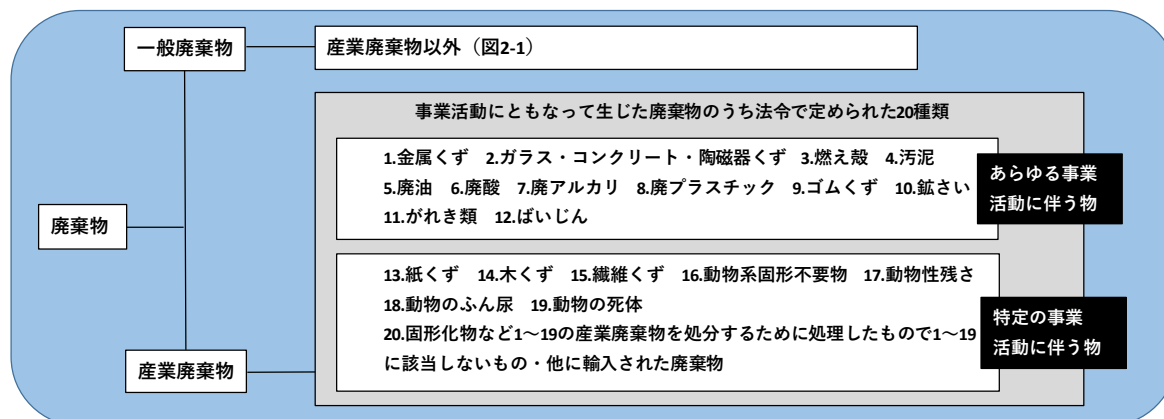 一般廃棄物
産業廃棄物以外（図2-1）
事業活動にともなって生じた廃棄物のうち法令で定められた20種類
1.金属くず　2.ガラス・コンクリート・陶磁器くず　3.燃え殻　4.汚泥
5.廃油　6.廃酸　7.廃アルカリ　8.廃プラスチック　9.ゴムくず　10.鉱さい
11.がれき類　12.ばいじん
あらゆる事業
活動に伴う物
廃棄物
13.紙くず　14.木くず　15.繊維くず　16.動物系固形不要物　17.動物性残さ
18.動物のふん尿　19.動物の死体
20.固形化物など1～19の産業廃棄物を処分するために処理したもので1～19
に該当しないもの・他に輸入された廃棄物
特定の事業
活動に伴う物
産業廃棄物